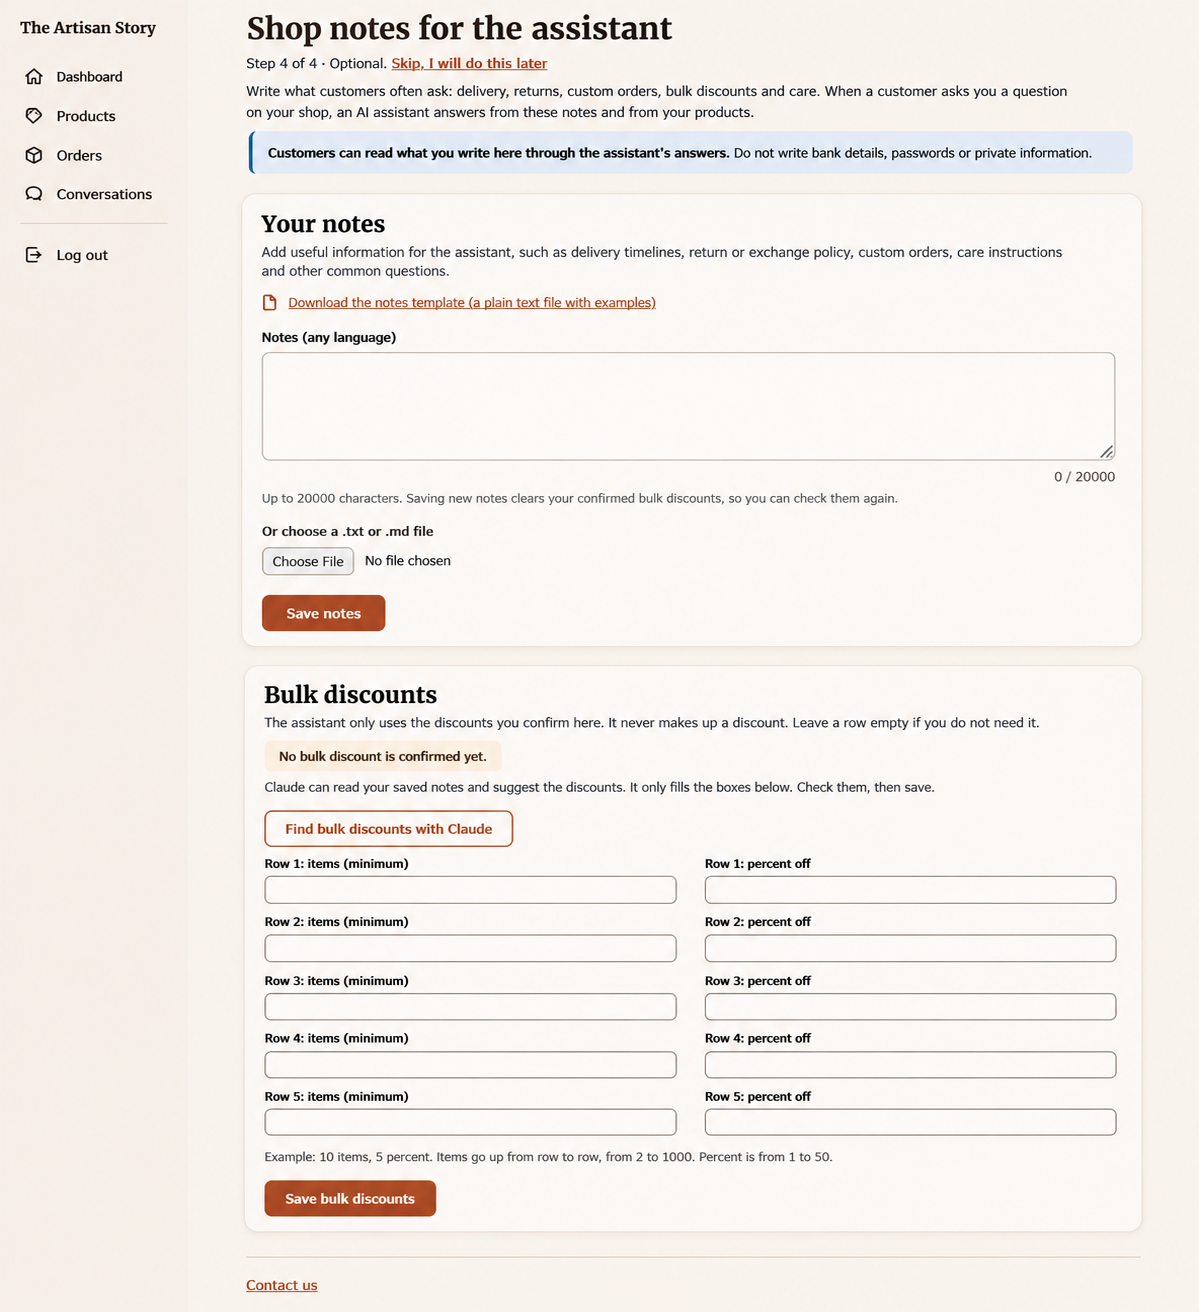 The Artisan Story
Dashboard
Products
Orders
Conversations
Log out
Shop notes for the assistant
Step 4 of 4 · Optional. Skip, I will do this later
Write what customers often ask: delivery, returns, custom orders, bulk discounts and care. When a customer asks you a question
on your shop, an AI assistant answers from these notes and from your products.
Customers can read what you write here through the assistant's answers. Do not write bank details, passwords or private information.
Your notes
Add useful information for the assistant, such as delivery timelines, return or exchange policy, custom orders, care instructions
and other common questions.
Download the notes template (a plain text file with examples)
Notes (any language)
0 / 20000
Up to 20000 characters. Saving new notes clears your confirmed bulk discounts, so you can check them again.
Or choose a .txt or .md file
Choose File No file chosen
Save notes
Bulk discounts
The assistant only uses the discounts you confirm here. It never makes up a discount. Leave a row empty if you do not need it.
No bulk discount is confirmed yet.
Claude can read your saved notes and suggest the discounts. It only fills the boxes below. Check them, then save.
Find bulk discounts with Claude
Row 1: items (minimum) Row 1: percent off
Row 2: items (minimum) Row 2: percent off
Row 3: items (minimum) Row 3: percent off
Row 4: items (minimum) Row 4: percent off
Row 5: items (minimum) Row 5: percent off
Example: 10 items, 5 percent. Items go up from row to row, from 2 to 1000. Percent is from 1 to 50.
Save bulk discounts
Contact us